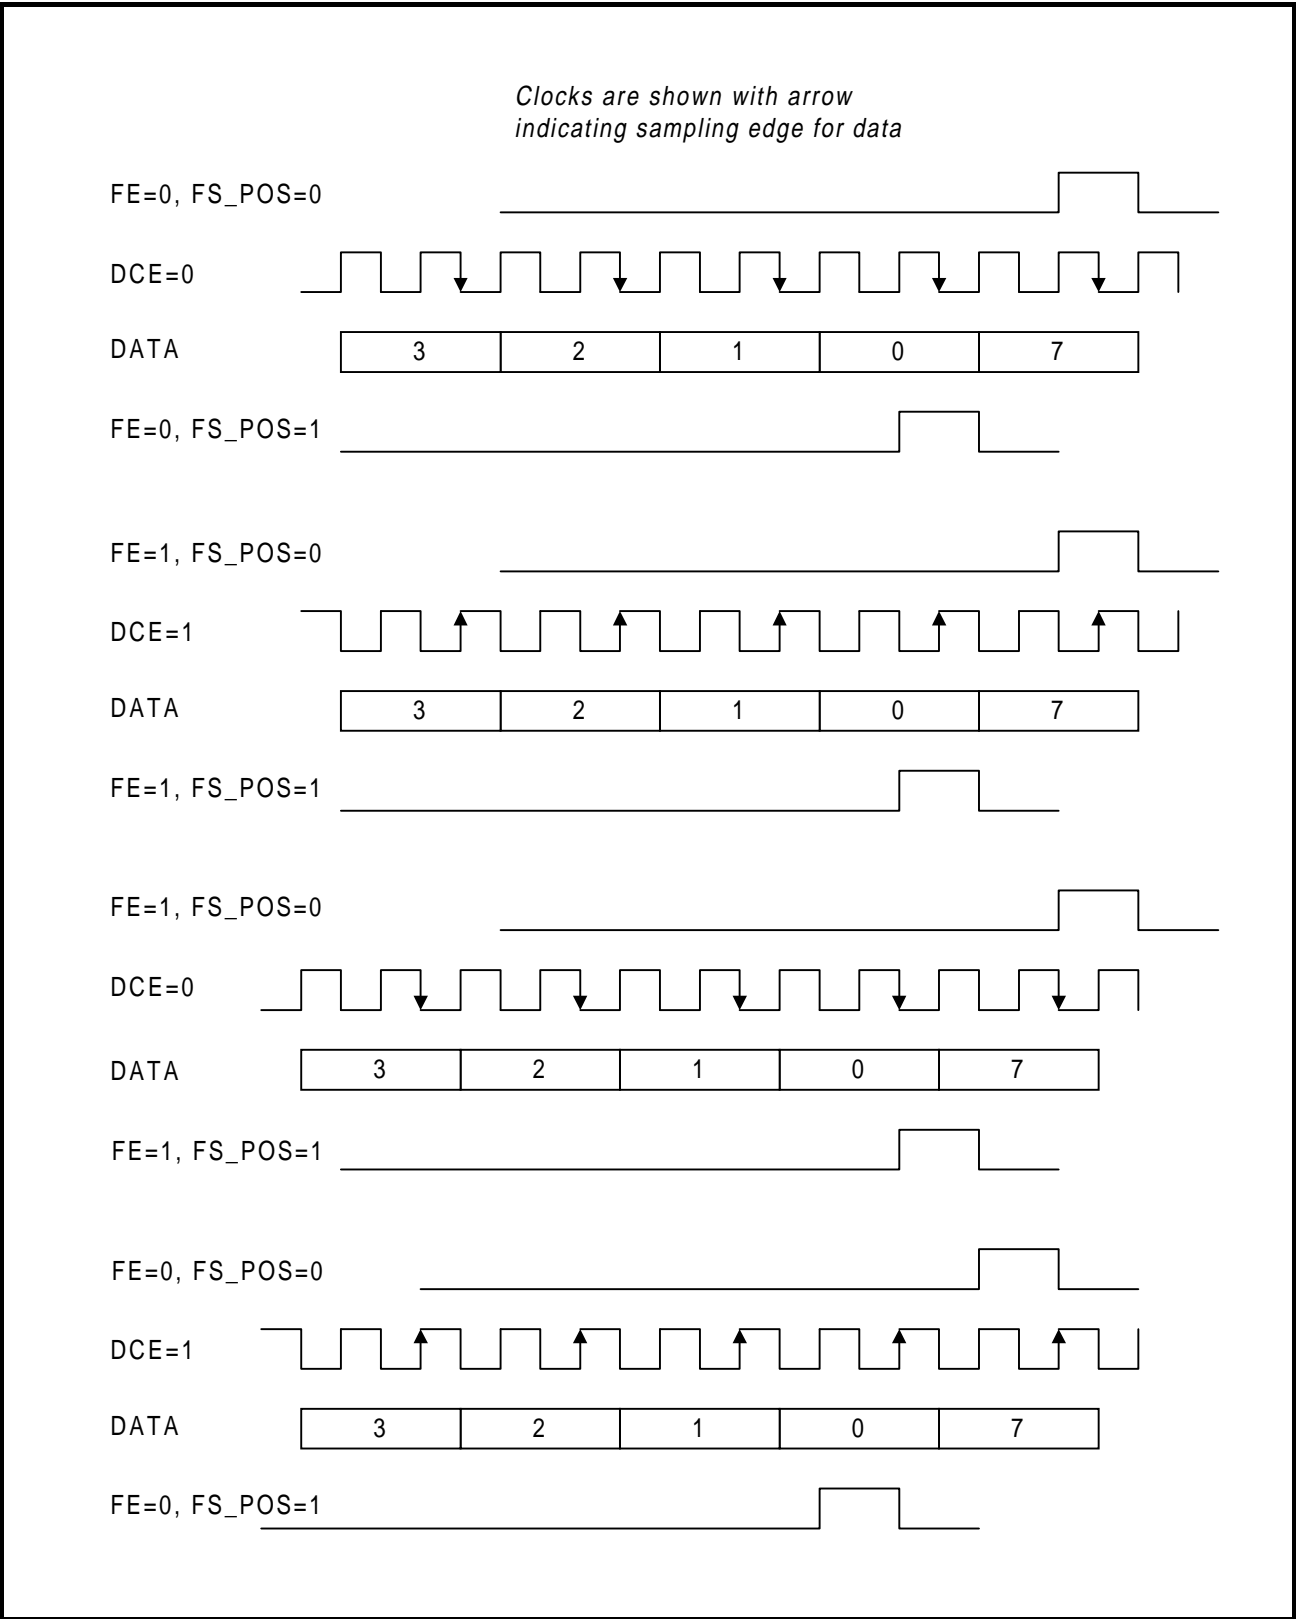 Clocks are shown with arrow
indicating sampling edge for data
FE=0, FS_POS=0
DCE=0
DATA
3 2 1 0 7
FE=0, FS_POS=1
FE=1, FS_POS=0
DCE=1
DATA
3 2 1 0 7
FE=1, FS_POS=1
FE=1, FS_POS=0
DCE=0
DATA
3 2 1 0 7
FE=1, FS_POS=1
FE=0, FS_POS=0
DCE=1
DATA
3 2 1 0 7
FE=0, FS_POS=1